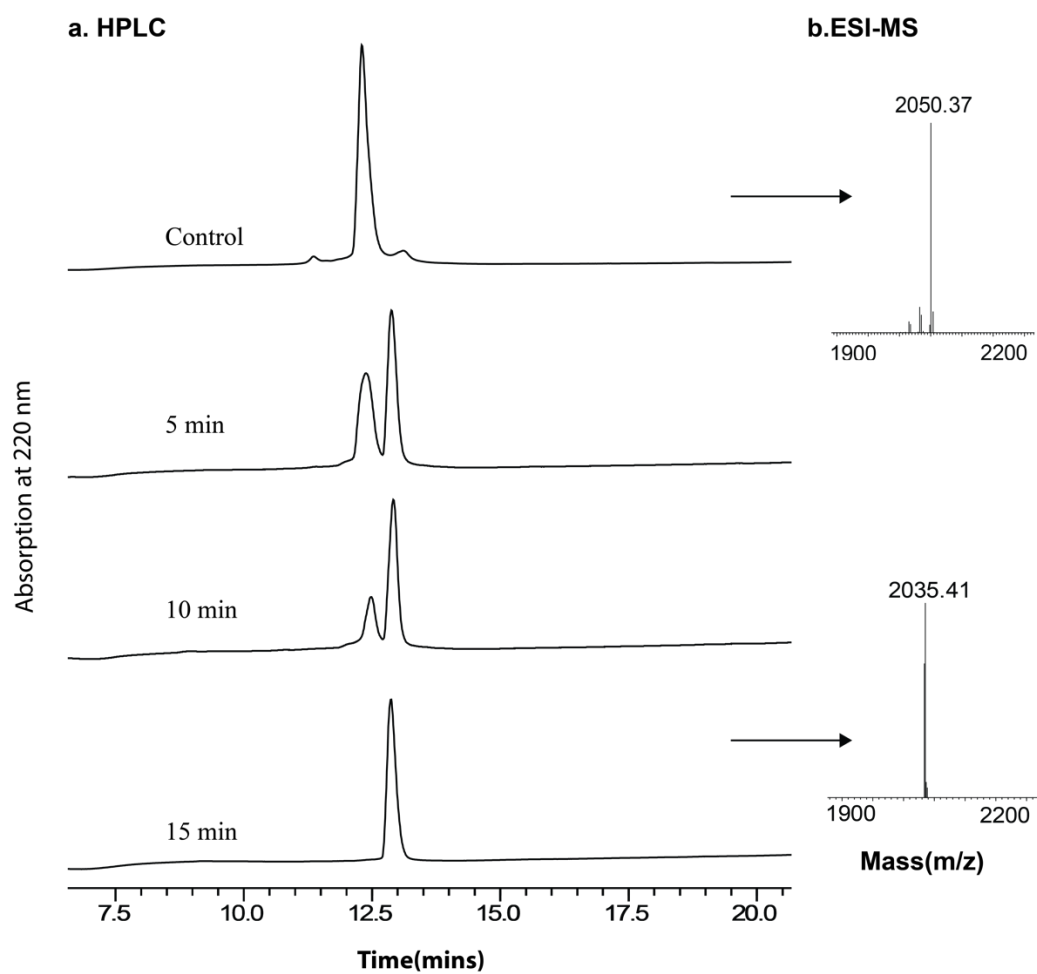 a. HPLC
b.ESI-MS
2050.37
Control
1900 2200
5 min
Absorption at 220 nm
10 min
2035.41
15 min
1900 2200
Mass(m/z)
7.5 10.0 12.5 15.0 17.5 20.0
Time(mins)